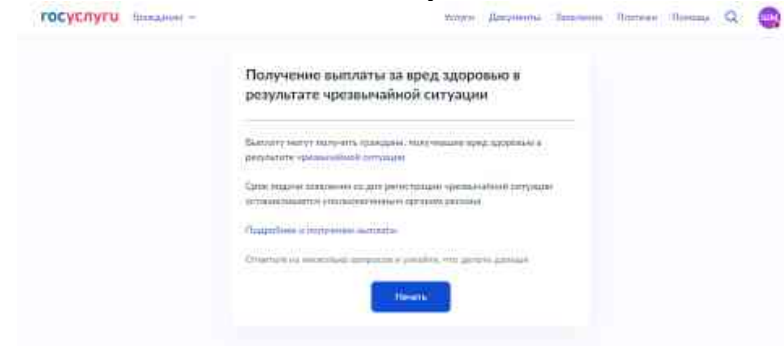 госуслуги Гражданам Услуги Документы Заявления Платежи Помощь
Получение выплаты за вред здоровью в
результате чрезвычайной ситуации
Выплату могут получить граждане, получившие вред здоровью в
результате чрезвычайной ситуации
Срок подачи заявления со дня регистрации чрезвычайной ситуации
устанавливается уполномоченным органом региона
Подробнее о получении выплаты
Ответьте на несколько вопросов и узнайте, что делать дальше
Начать